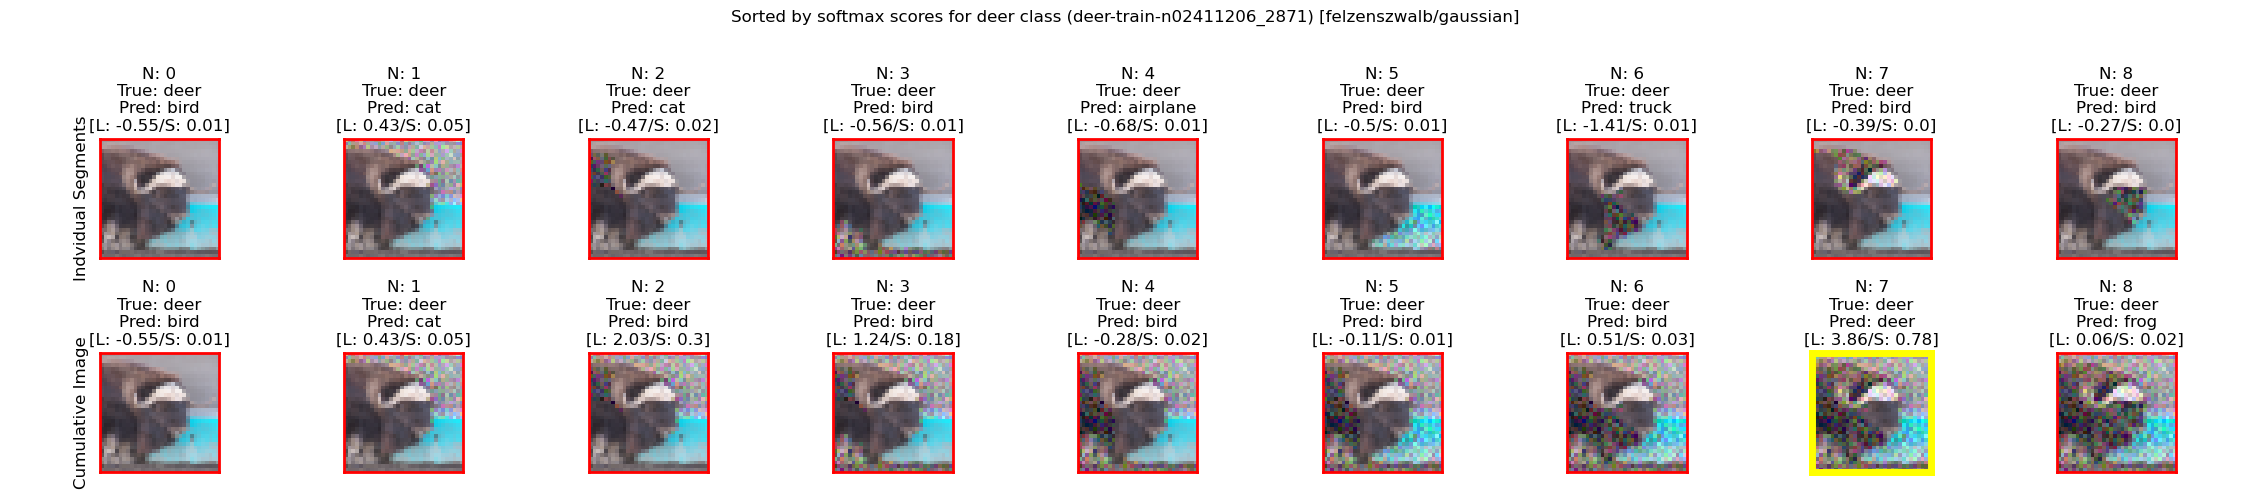 Sorted by softmax scores for deer class (deer-train-n02411206_2871) [felzenszwalb/gaussian]
Indvidual Segments
N: 0
True: deer
Pred: bird
[L: -0.55/S: 0.01]
N: 1
True: deer
Pred: cat
[L: 0.43/S: 0.05]
N: 2
True: deer
Pred: cat
[L: -0.47/S: 0.02]
N: 3
True: deer
Pred: bird
[L: -0.56/S: 0.01]
N: 4
True: deer
Pred: airplane
[L: -0.68/S: 0.01]
N: 5
True: deer
Pred: bird
[L: -0.5/S: 0.01]
N: 6
True: deer
Pred: truck
[L: -1.41/S: 0.01]
N: 7
True: deer
Pred: bird
[L: -0.39/S: 0.0]
N: 8
True: deer
Pred: bird
[L: -0.27/S: 0.0]
Cumulative Image
N: 0
True: deer
Pred: bird
[L: -0.55/S: 0.01]
N: 1
True: deer
Pred: cat
[L: 0.43/S: 0.05]
N: 2
True: deer
Pred: bird
[L: 2.03/S: 0.3]
N: 3
True: deer
Pred: bird
[L: 1.24/S: 0.18]
N: 4
True: deer
Pred: bird
[L: -0.28/S: 0.02]
N: 5
True: deer
Pred: bird
[L: -0.11/S: 0.01]
N: 6
True: deer
Pred: bird
[L: 0.51/S: 0.03]
N: 7
True: deer
Pred: deer
[L: 3.86/S: 0.78]
N: 8
True: deer
Pred: frog
[L: 0.06/S: 0.02]